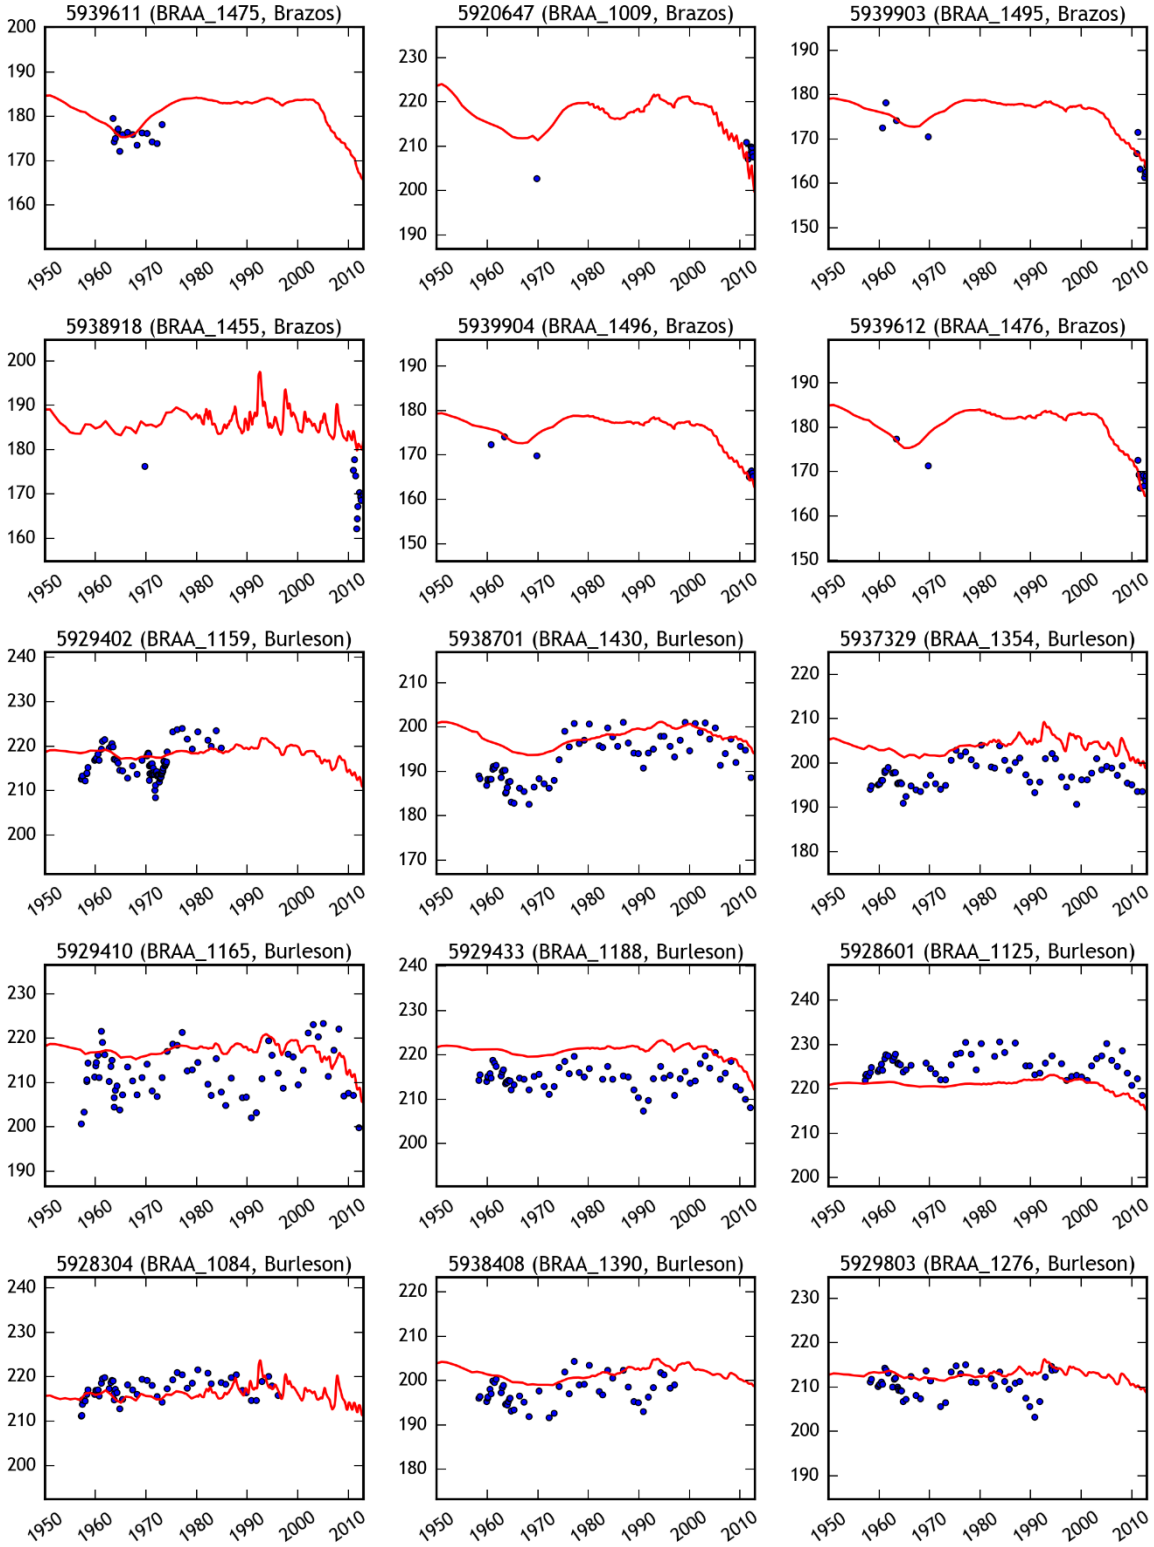 5939611 (BRAA_1475, Brazos)
200
190
180
170
160
1950 1960 1970 1980 1990 2000 2010
5920647 (BRAA_1009, Brazos)
230
220
210
200
190
1950 1960 1970 1980 1990 2000 2010
5939903 (BRAA_1495, Brazos)
190
180
170
160
150
1950 1960 1970 1980 1990 2000 2010
5938918 (BRAA_1455, Brazos)
200
190
180
170
160
1950 1960 1970 1980 1990 2000 2010
5939904 (BRAA_1496, Brazos)
190
180
170
160
150
1950 1960 1970 1980 1990 2000 2010
5939612 (BRAA_1476, Brazos)
190
180
170
160
150
1950 1960 1970 1980 1990 2000 2010
5929402 (BRAA_1159, Burleson)
240
230
220
210
200
1950 1960 1970 1980 1990 2000 2010
5938701 (BRAA_1430, Burleson)
210
200
190
180
170
1950 1960 1970 1980 1990 2000 2010
5937329 (BRAA_1354, Burleson)
220
210
200
190
180
1950 1960 1970 1980 1990 2000 2010
5929410 (BRAA_1165, Burleson)
230
220
210
200
190
1950 1960 1970 1980 1990 2000 2010
5929433 (BRAA_1188, Burleson)
240
230
220
210
200
1950 1960 1970 1980 1990 2000 2010
5928601 (BRAA_1125, Burleson)
240
230
220
210
200
1950 1960 1970 1980 1990 2000 2010
5928304 (BRAA_1084, Burleson)
240
230
220
210
200
1950 1960 1970 1980 1990 2000 2010
5938408 (BRAA_1390, Burleson)
220
210
200
190
180
170
1950 1960 1970 1980 1990 2000 2010
5929803 (BRAA_1276, Burleson)
230
220
210
200
190
1950 1960 1970 1980 1990 2000 2010